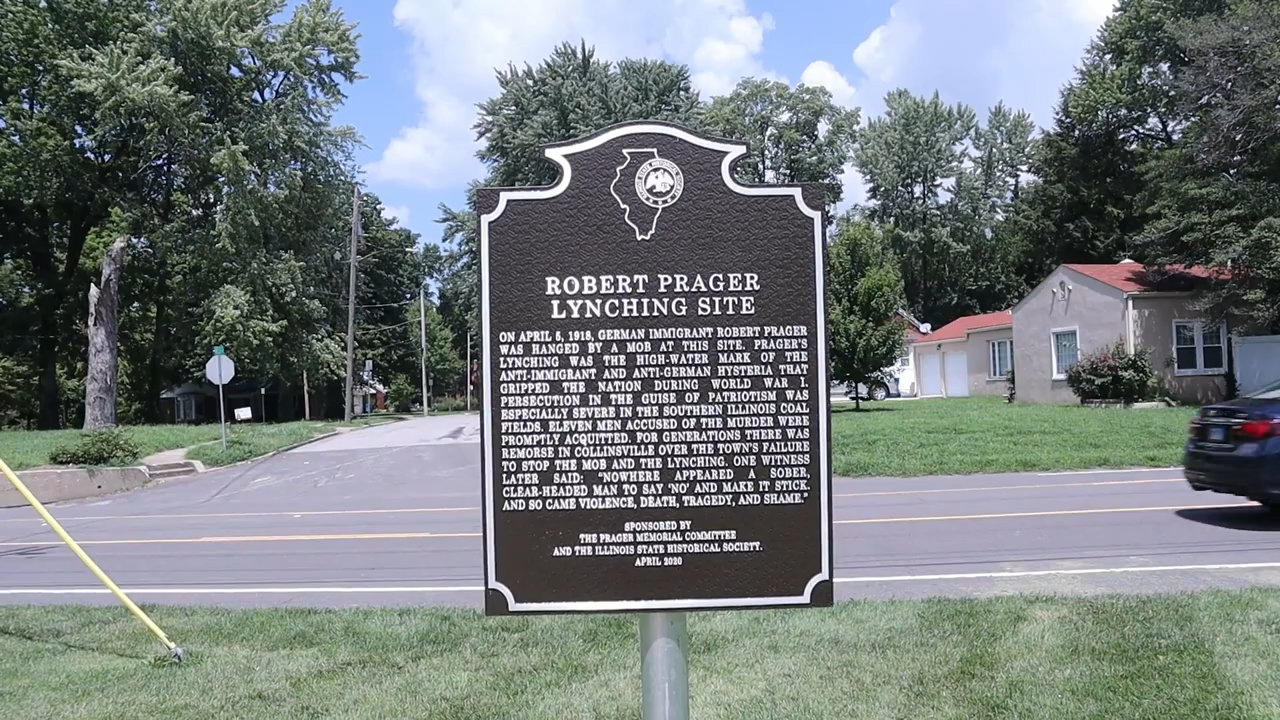 ROBERT PRAGER
LYNCHING SITE
ON APRIL 5, 1918, GERMAN IMMIGRANT ROBERT PRAGER
WAS HANGED BY A MOB AT THIS SITE. PRAGER'S
LYNCHING WAS THE HIGH-WATER MARK OF THE
ANTI-IMMIGRANT AND ANTI-GERMAN HYSTERIA THAT
GRIPPED THE NATION DURING WORLD WAR I.
PERSECUTION IN THE GUISE OF PATRIOTISM WAS
ESPECIALLY SEVERE IN THE SOUTHERN ILLINOIS COAL
FIELDS. ELEVEN MEN ACCUSED OF THE MURDER WERE
PROMPTLY ACQUITTED. FOR GENERATIONS THERE WAS
REMORSE IN COLLINSVILLE OVER THE TOWN'S FAILURE
TO STOP THE MOB AND THE LYNCHING. ONE WITNESS
LATER SAID: "NOWHERE APPEARED A SOBER,
CLEAR-HEADED MAN TO SAY 'NO' AND MAKE IT STICK.
AND SO CAME VIOLENCE, DEATH, TRAGEDY, AND SHAME."
SPONSORED BY
THE PRAGER MEMORIAL COMMITTEE
AND THE ILLINOIS STATE HISTORICAL SOCIETY.
APRIL 2020